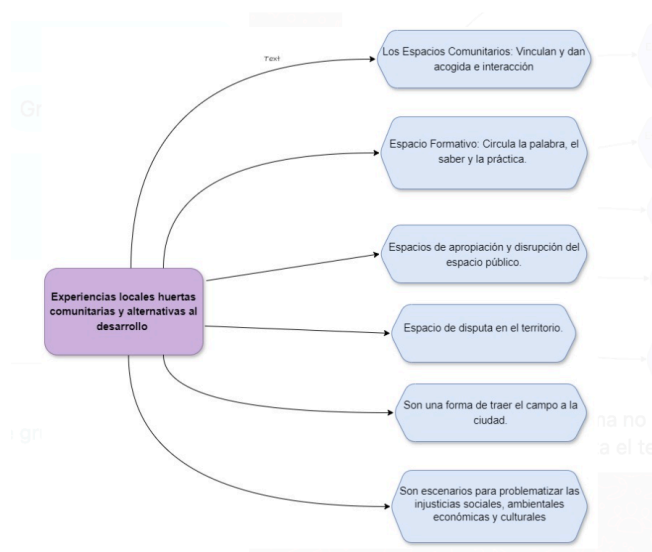 Text
Los Espacios Comunitarios: Vinculan y dan
acogida e interacción
Espacio Formativo: Circula la palabra, el
saber y la práctica.
Espacios de apropiación y disrupción del
espacio público.
Experiencias locales huertas
comunitarias y alternativas al
desarrollo
Espacio de disputa en el territorio.
Son una forma de traer el campo a la
ciudad.
Son escenarios para problematizar las
injusticias sociales, ambientales
económicas y culturales